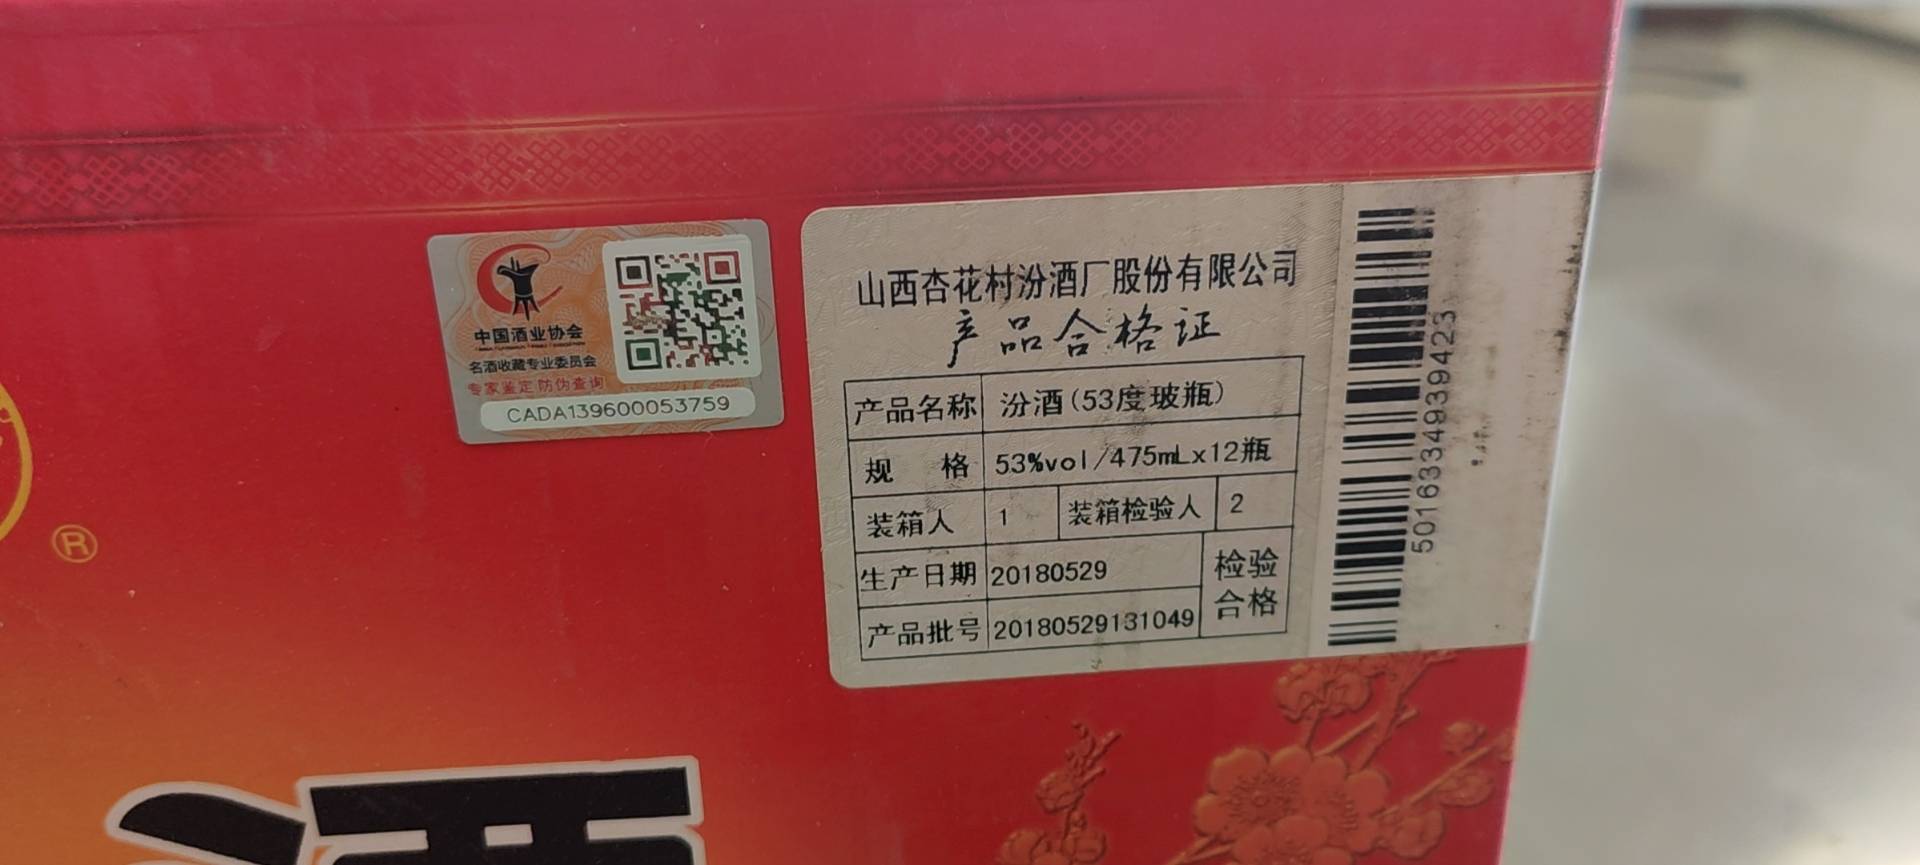 中国酒业协会
名酒收藏专业委员会
专家鉴定 防伪查询
CADA139600053759
山西杏花村汾酒厂股份有限公司
产品合格证
产品名称 汾酒(53度玻瓶)
规 格 53%vol/475mLx12瓶
装箱人 1 装箱检验人 2
生产日期 20180529
检验合格
产品批号 20180529131049
5016334939423
®
酒